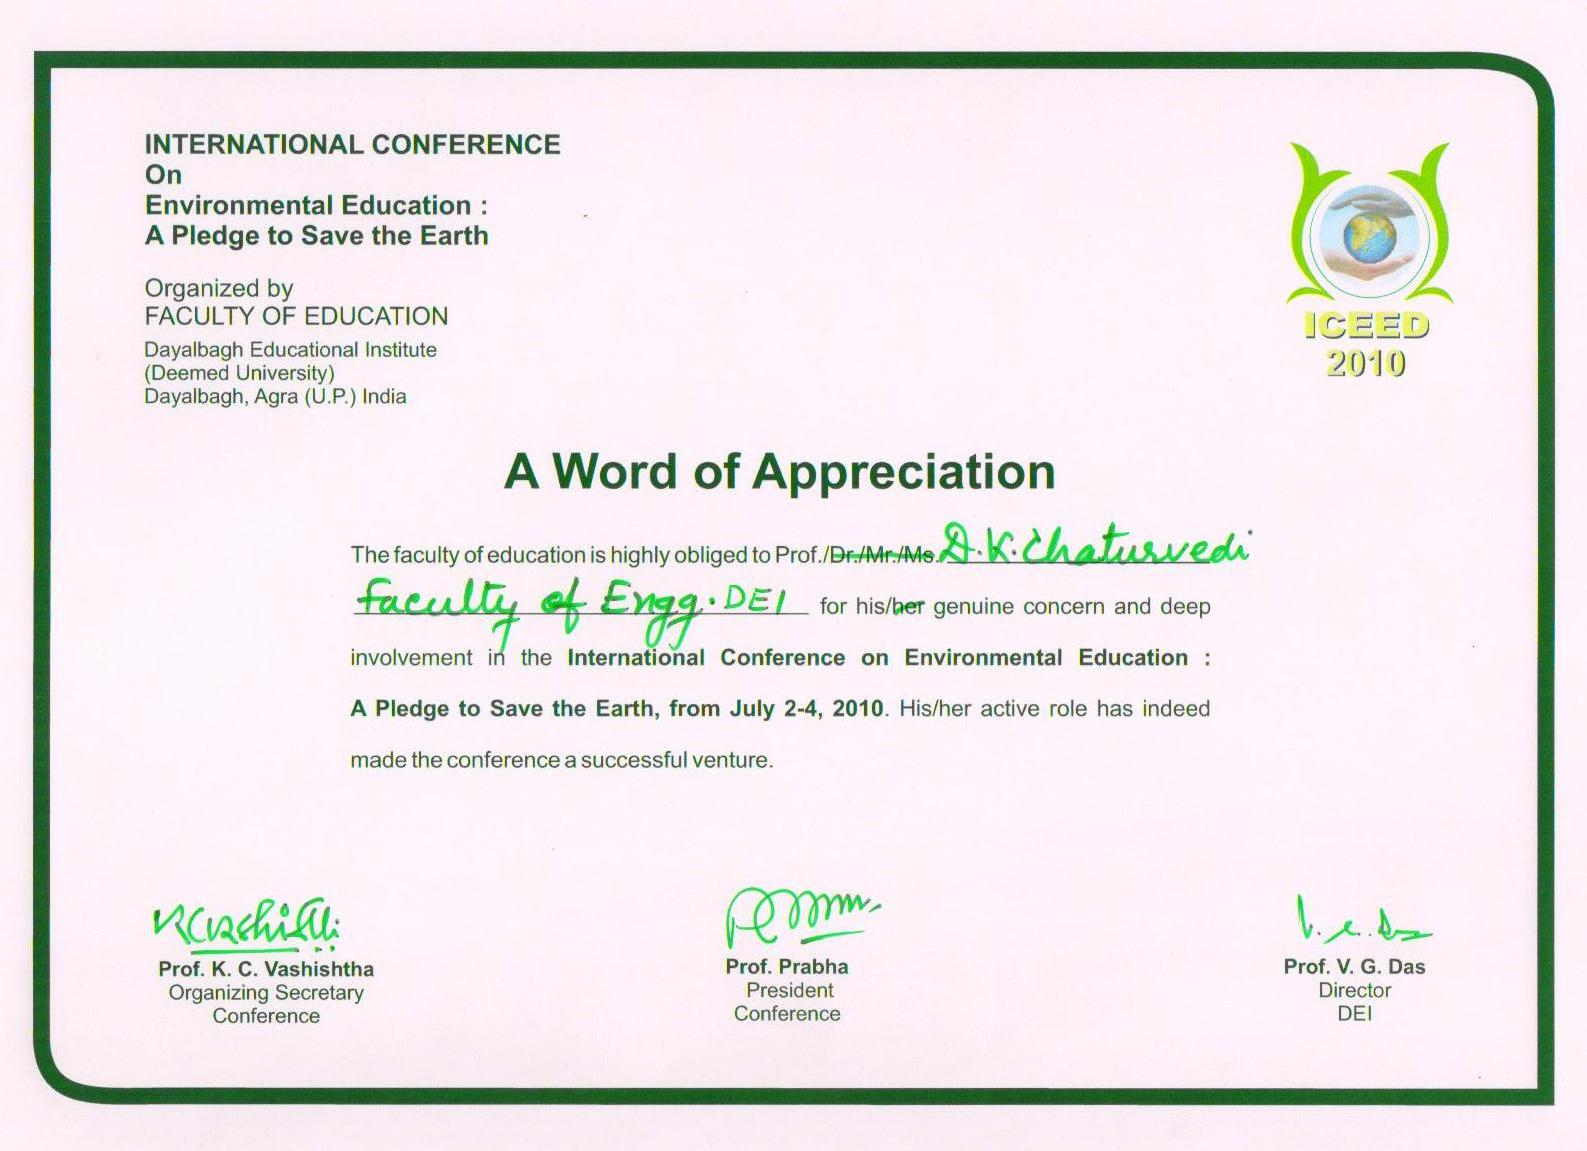 INTERNATIONAL CONFERENCE
On
Environmental Education :
A Pledge to Save the Earth
Organized by
FACULTY OF EDUCATION
Dayalbagh Educational Institute
(Deemed University)
Dayalbagh, Agra (U.P.) India
ICEED
2010
A Word of Appreciation
The faculty of education is highly obliged to Prof./Dr./Mr./Ms. D.K. Chaturvedi
Faculty of Engg. DEI for his/her genuine concern and deep
involvement in the International Conference on Environmental Education :
A Pledge to Save the Earth, from July 2-4, 2010. His/her active role has indeed
made the conference a successful venture.
Prof. K. C. Vashishtha
Organizing Secretary
Conference
Prof. Prabha
President
Conference
Prof. V. G. Das
Director
DEI